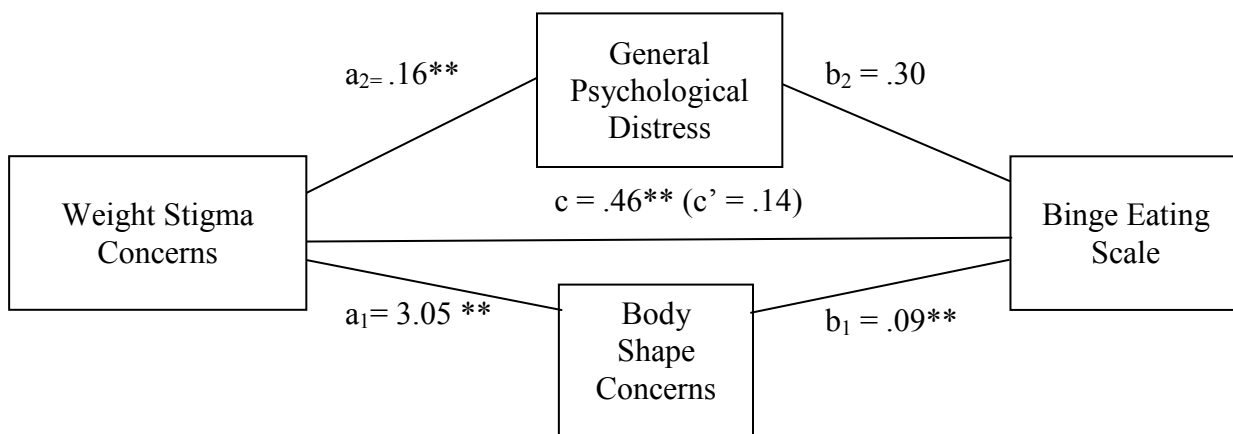 General
Psychological
Distress
a2= .16**
b2 = .30
c = .46** (c’ = .14)
Weight Stigma
Concerns
Binge Eating
Scale
a1= 3.05 **
b1 = .09**
Body
Shape
Concerns